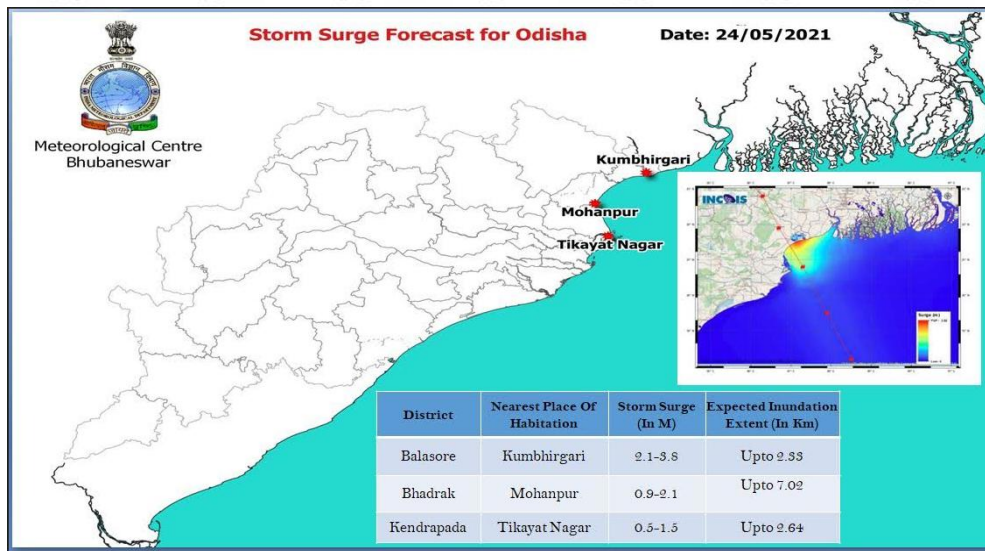 Storm Surge Forecast for Odisha
Date: 24/05/2021
Meteorological Centre
Bhubaneswar
Kumbhirgari
Mohanpur
Tikayat Nagar
INCOIS
Surge (m)
District
Nearest Place Of
Habitation
Storm Surge
(In M)
Expected Inundation
Extent (In Km)
Balasore
Kumbhirgari
2.1-3.8
Upto 2.33
Bhadrak
Mohanpur
0.9-2.1
Upto 7.02
Kendrapada
Tikayat Nagar
0.5-1.5
Upto 2.64